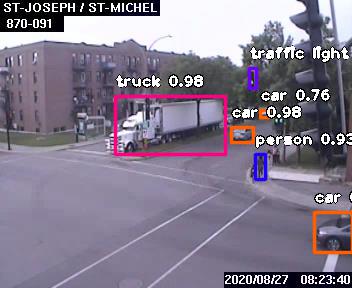 ST-JOSEPH / ST-MICHEL
870-091
traffic light
truck 0.98
car 0.76
car 0.98
person 0.93
car
2020/08/27 08:23:40